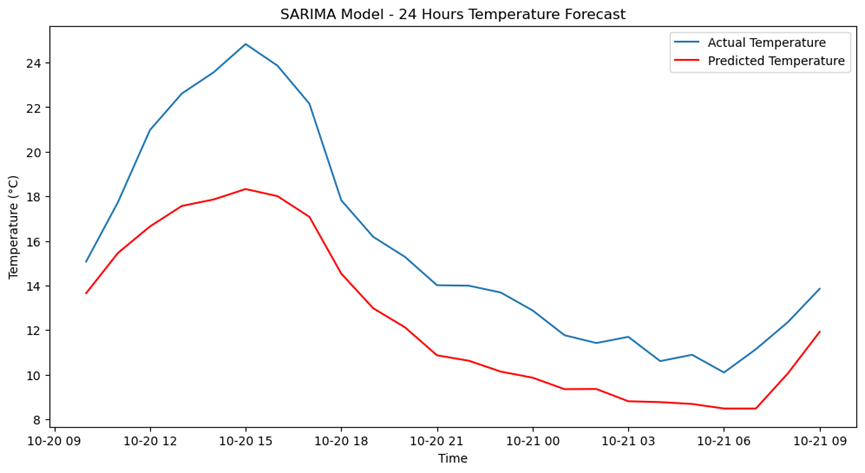 SARIMA Model - 24 Hours Temperature Forecast
Actual Temperature
Predicted Temperature
Temperature (°C)
24
22
20
18
16
14
12
10
8
10-20 09 10-20 12 10-20 15 10-20 18 10-20 21 10-21 00 10-21 03 10-21 06 10-21 09
Time